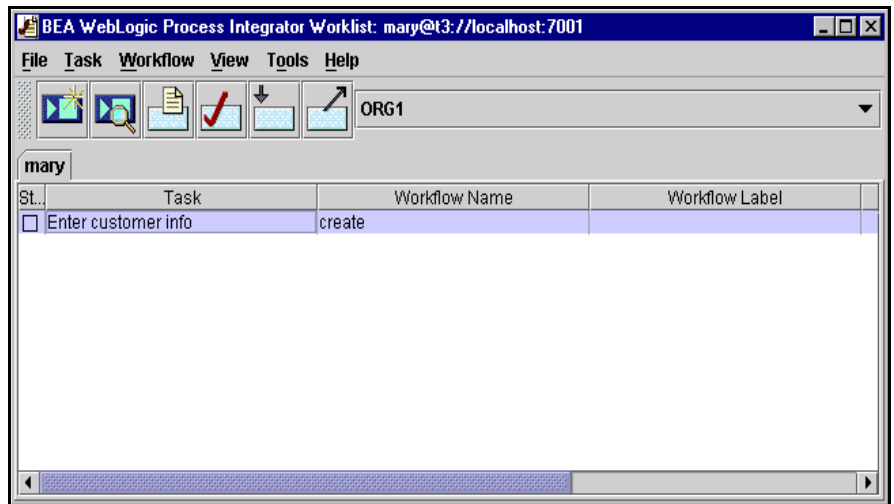 BEA WebLogic Process Integrator Worklist: mary@t3://localhost:7001
File Task Workflow View Tools Help
ORG1
mary
St... Task Workflow Name Workflow Label
Enter customer info create